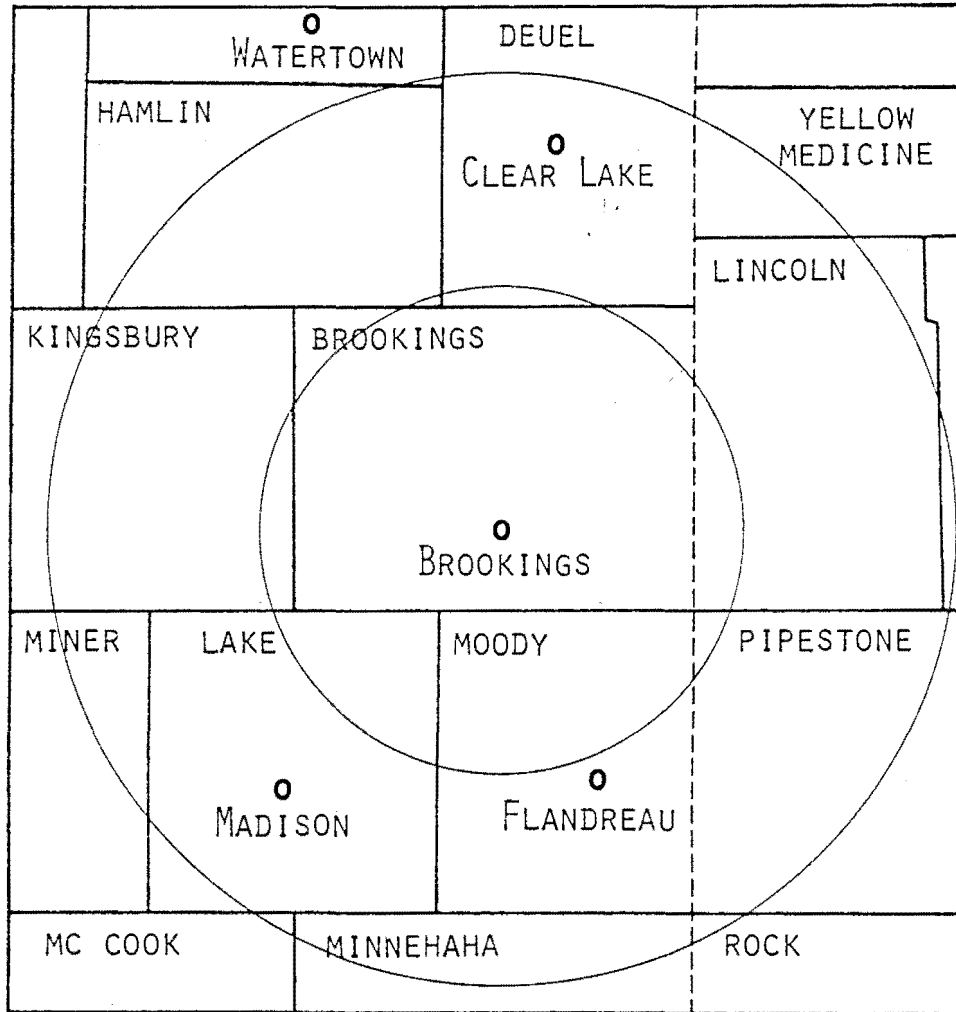 WATERTOWN
DEUEL
HAMLIN
YELLOW
MEDICINE
CLEAR LAKE
LINCOLN
KINGSBURY
BROOKINGS
BROOKINGS
MINER
LAKE
MOODY
PIPESTONE
MADISON
FLANDREAU
MC COOK
MINNEHAHA
ROCK